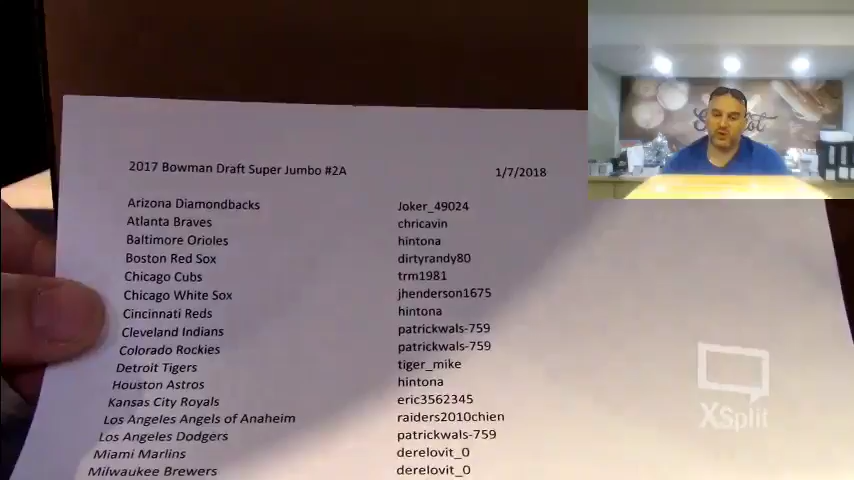 2017 Bowman Draft Super Jumbo #2A 1/7/2018
Arizona Diamondbacks Joker_49024
Atlanta Braves chricavin
Baltimore Orioles hintona
Boston Red Sox dirtyrandy80
Chicago Cubs trm1981
Chicago White Sox jhenderson1675
Cincinnati Reds hintona
Cleveland Indians patrickwals-759
Colorado Rockies patrickwals-759
Detroit Tigers tiger_mike
Houston Astros hintona
Kansas City Royals eric3562345
Los Angeles Angels of Anaheim raiders2010chien
Los Angeles Dodgers patrickwals-759
Miami Marlins derelovit_0
Milwaukee Brewers derelovit_0
XSplit